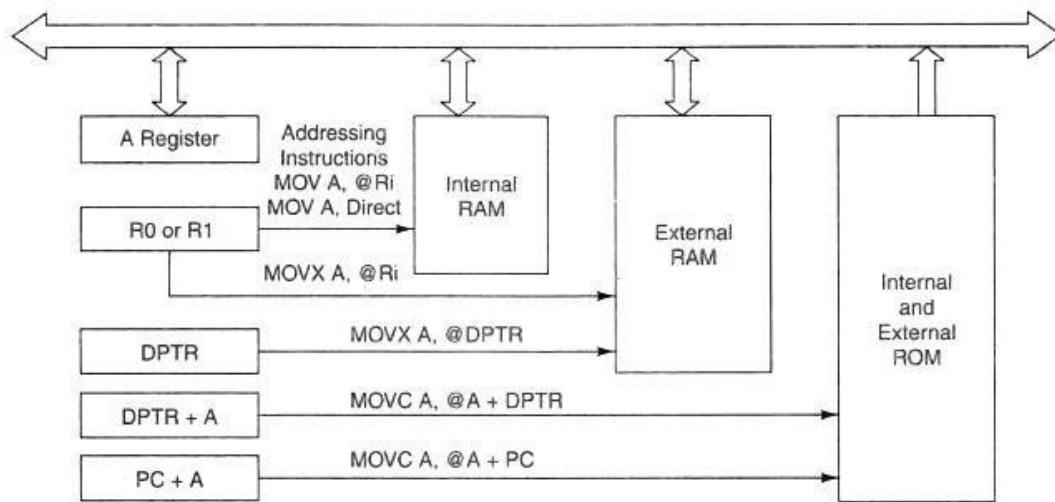 A Register
Addressing
Instructions
MOV A, @Ri
MOV A, Direct
Internal
RAM
R0 or R1
External
RAM
MOVX A, @Ri
Internal
and
External
ROM
DPTR
MOVX A, @DPTR
DPTR + A
MOVC A, @A + DPTR
PC + A
MOVC A, @A + PC